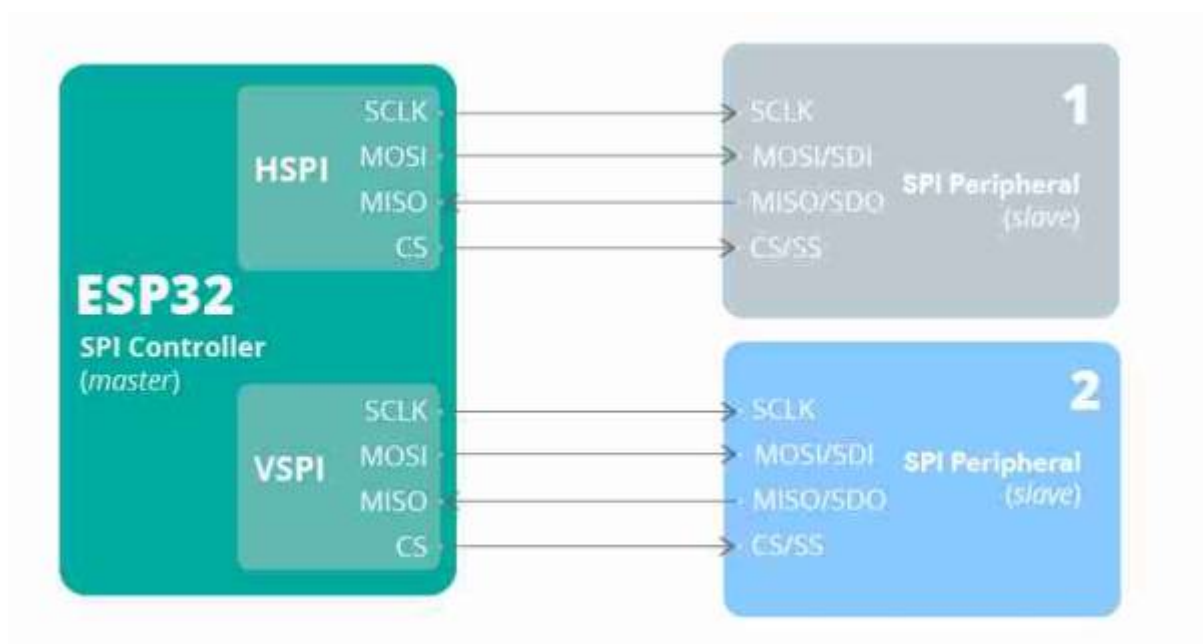 SCLK
MOSI
HSPI
MISO
CS
ESP32
SPI Controller
(master)
SCLK
MOSI
VSPI
MISO
CS
SCLK
MOSI/SDI
MISO/SDO
CS/SS
1
SPI Peripheral
(slave)
SCLK
MOSI/SDI
MISO/SDO
CS/SS
2
SPI Peripheral
(slave)